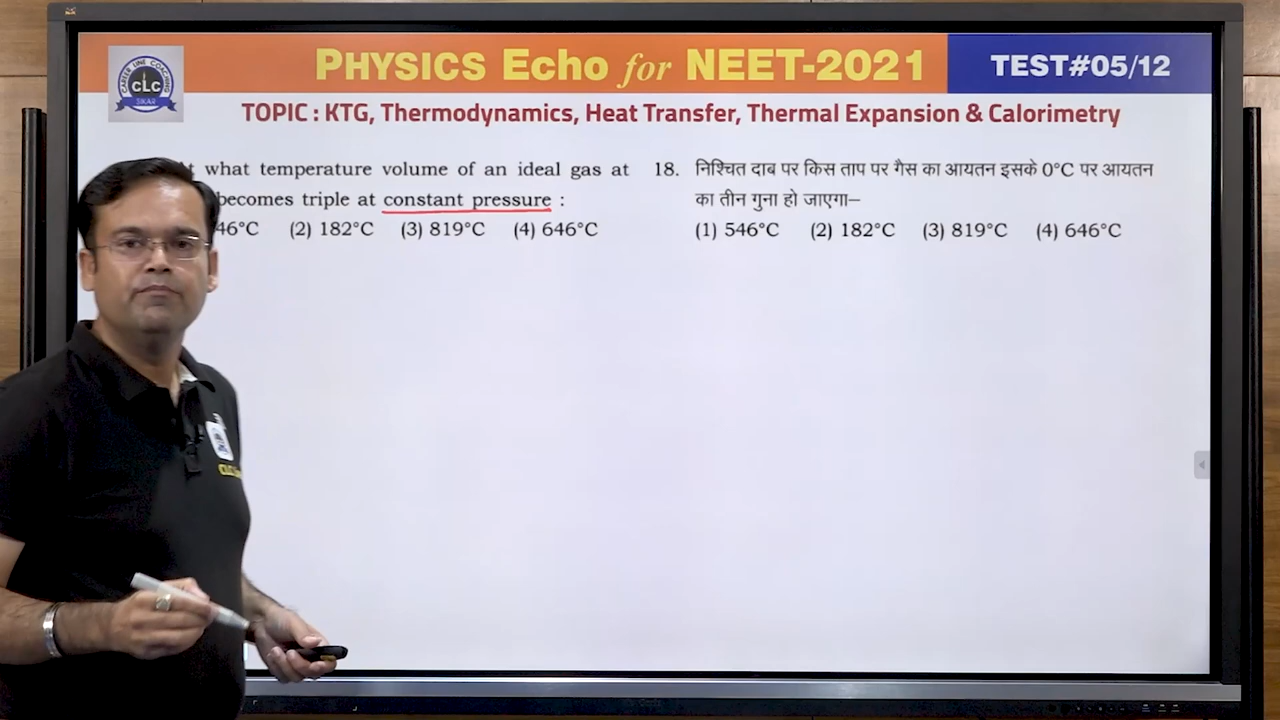 PHYSICS Echo for NEET-2021
TEST#05/12
CLC
SIKAR
TOPIC : KTG, Thermodynamics, Heat Transfer, Thermal Expansion & Calorimetry
what temperature volume of an ideal gas at
becomes triple at constant pressure :
46°C (2) 182°C (3) 819°C (4) 646°C
18. निश्चित दाब पर किस ताप पर गैस का आयतन इसके 0°C पर आयतन
का तीन गुना हो जाएगा–
(1) 546°C (2) 182°C (3) 819°C (4) 646°C